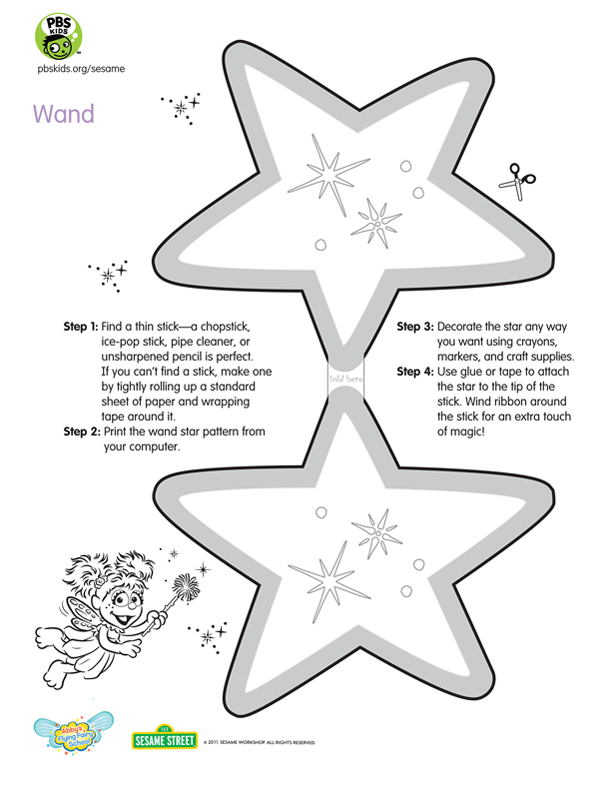 PBS
KIDS
pbskids.org/sesame
Wand
Step 1: Find a thin stick—a chopstick,
ice-pop stick, pipe cleaner, or
unsharpened pencil is perfect.
If you can't find a stick, make one
by tightly rolling up a standard
sheet of paper and wrapping
tape around it.
Step 2: Print the wand star pattern from
your computer.
fold here
Step 3: Decorate the star any way
you want using crayons,
markers, and craft supplies.
Step 4: Use glue or tape to attach
the star to the tip of the
stick. Wind ribbon around
the stick for an extra touch
of magic!
Abby's
Flying Fairy
School
123
SESAME STREET
© 2011 SESAME WORKSHOP. ALL RIGHTS RESERVED.